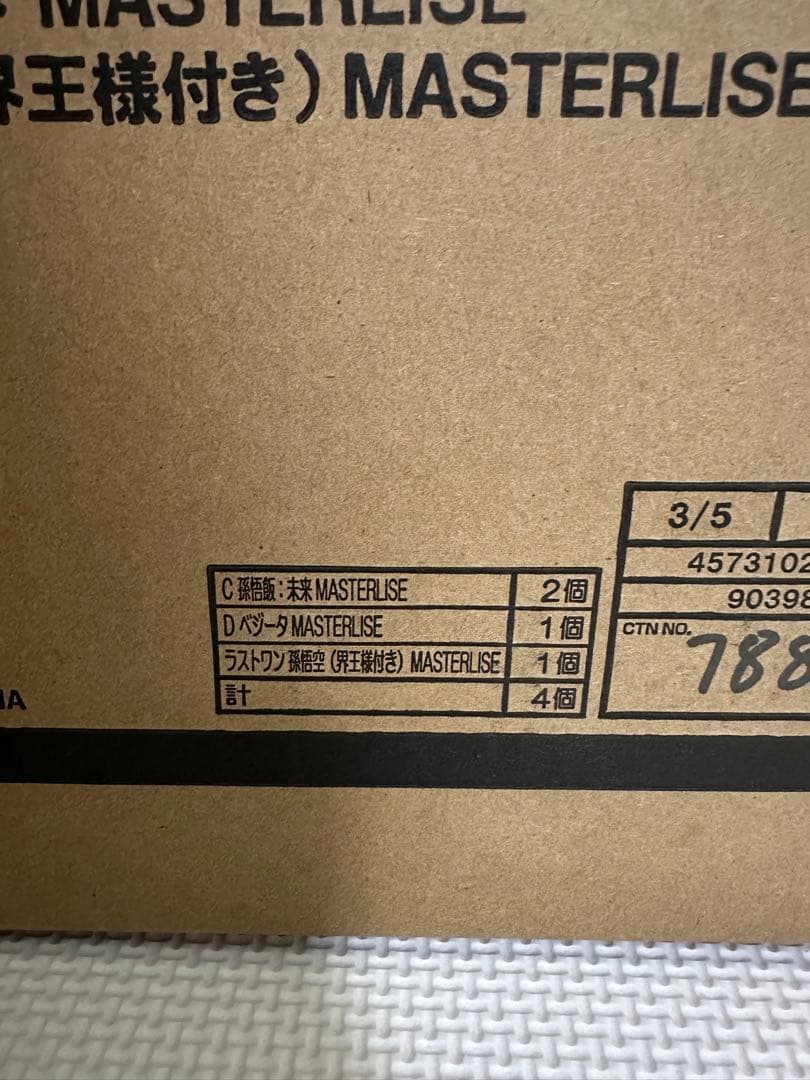 MASTERLISE
界王様付き) MASTERLISE
3/5
4573102
9039
CTN NO.
788
C 孫悟飯:未来 MASTERLISE 2個
D ベジータ MASTERLISE 1個
ラストワン 孫悟空(界王様付き) MASTERLISE 1個
計 4個